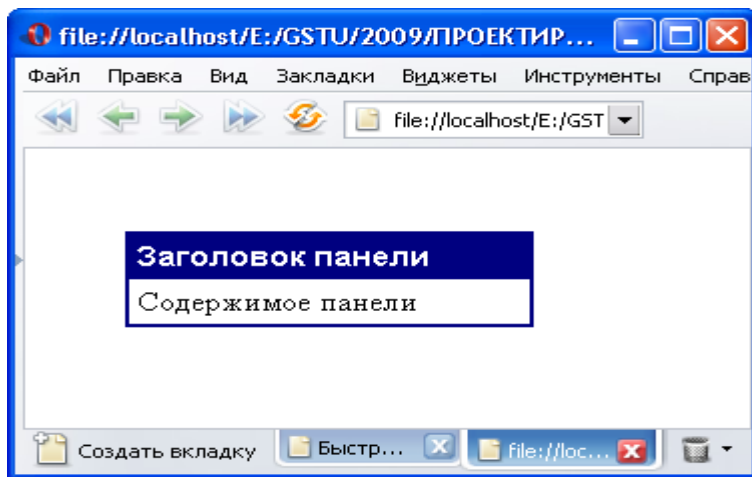 file://localhost/E:/GSTU/2009/ПРОЕКТИР...
Файл Правка Вид Закладки Виджеты Инструменты Справ
file://localhost/E:/GST
Заголовок панели
Содержимое панели
Создать вкладку Быстр... file://loc...